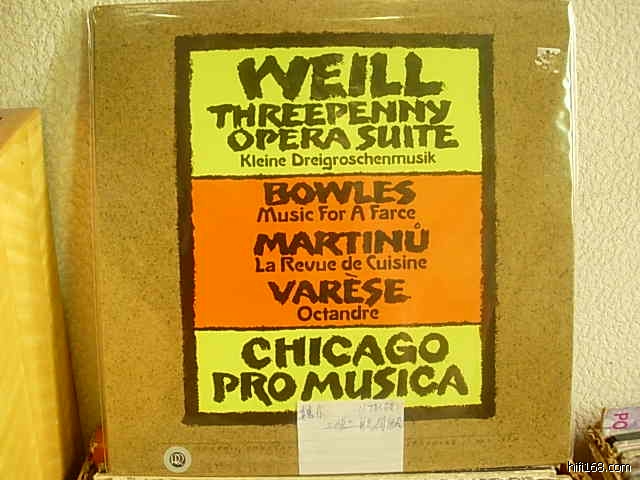 WEILL
THREEPENNY
OPERA SUITE
Kleine Dreigroschenmusik
BOWLES
Music For A Farce
MARTINŮ
La Revue de Cuisine
VARÈSE
Octandre
CHICAGO
PRO MUSICA
hifi168.com